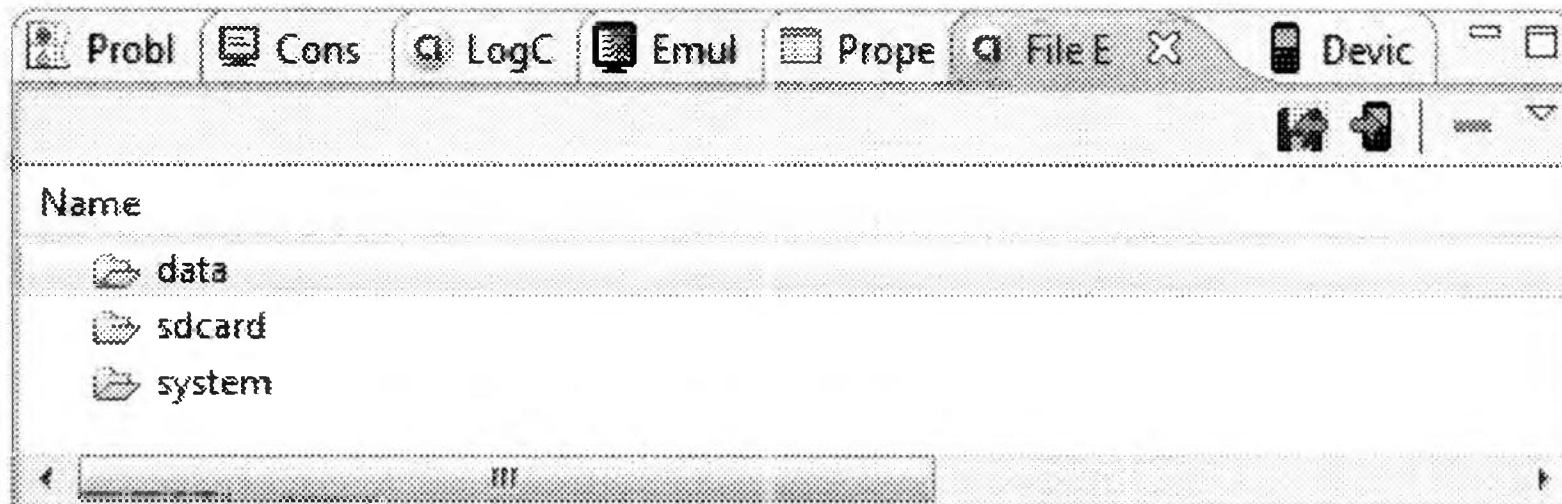 Probl Cons LogC Emul Prope File E Devic
Name
data
sdcard
system